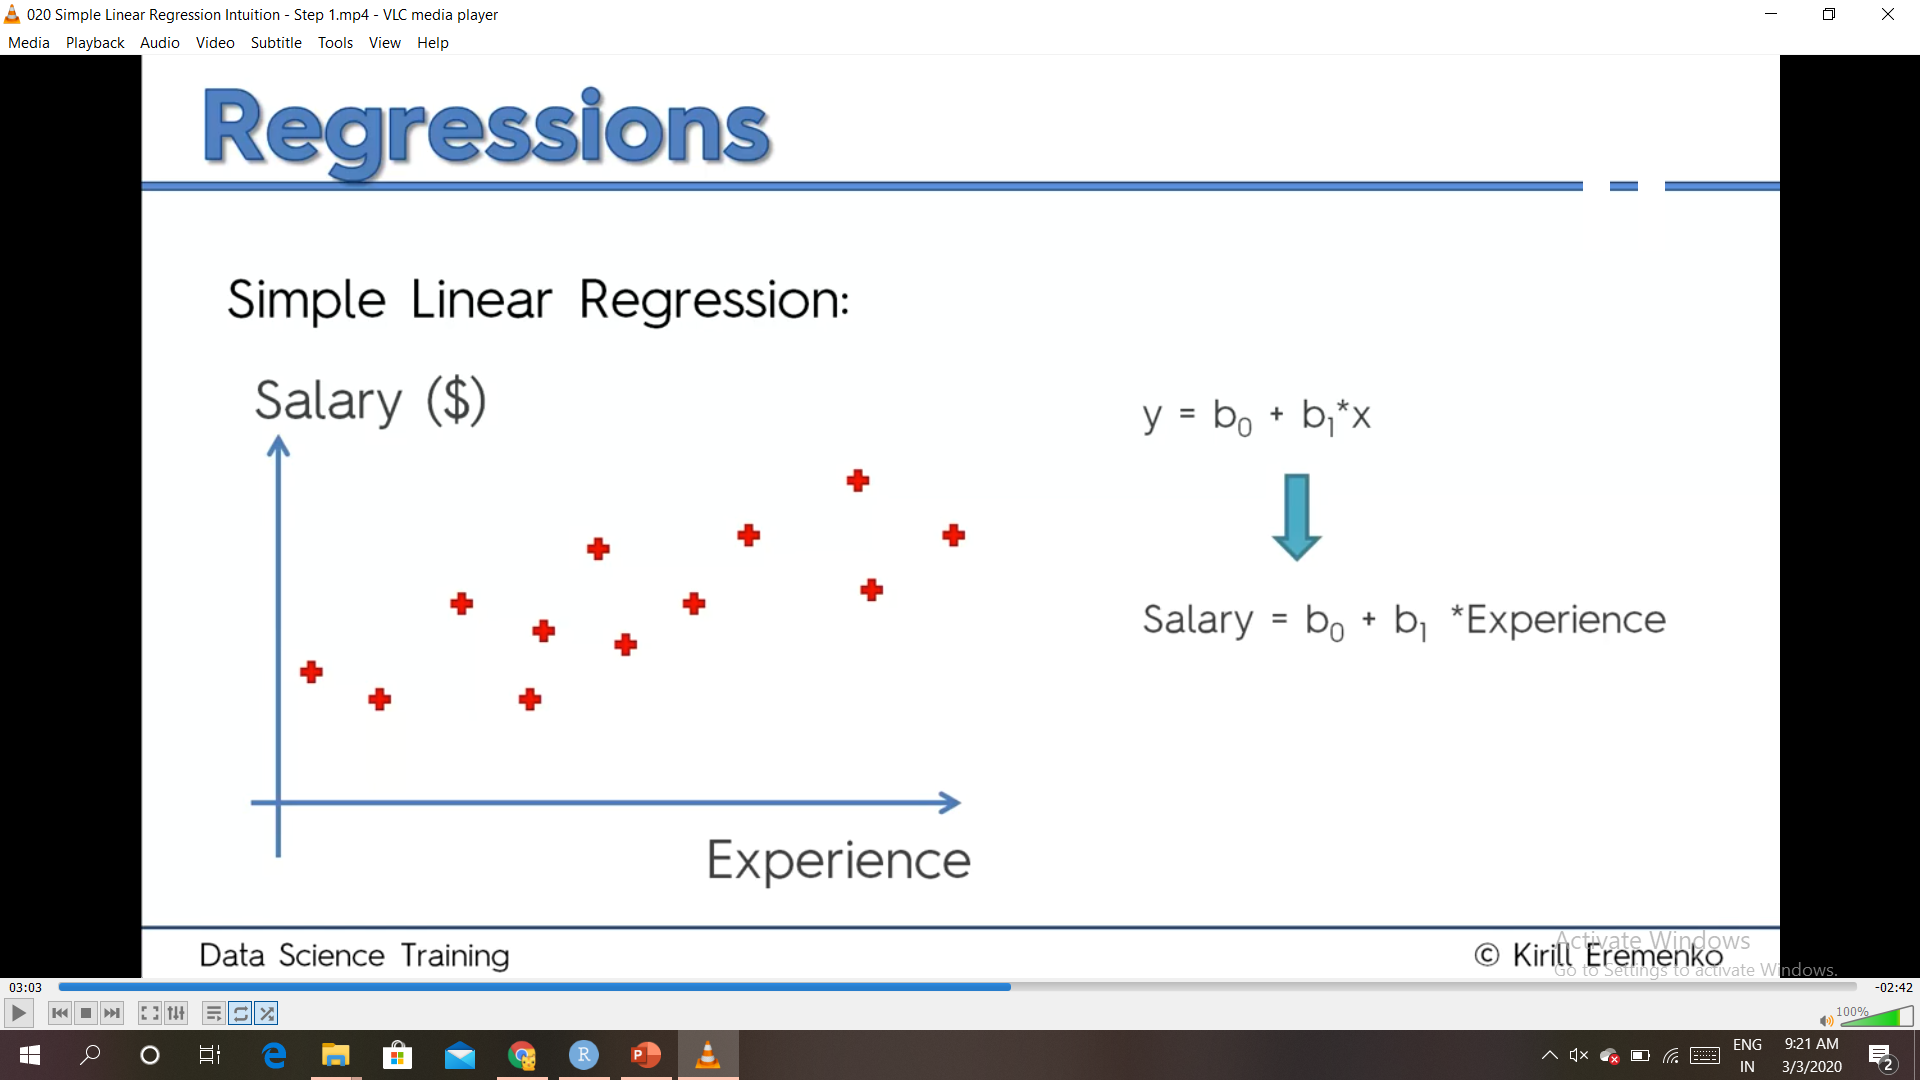 020 Simple Linear Regression Intuition - Step 1.mp4 - VLC media player
Media Playback Audio Video Subtitle Tools View Help
Regressions
Simple Linear Regression:
Salary ($)
y = b₀ + b₁*x
Salary = b₀ + b₁ *Experience
Experience
Data Science Training
© Kirill Eremenko
Activate Windows
Go to Settings to activate Windows.
03:03
-02:42
100%
ENG
IN
9:21 AM
3/3/2020
2